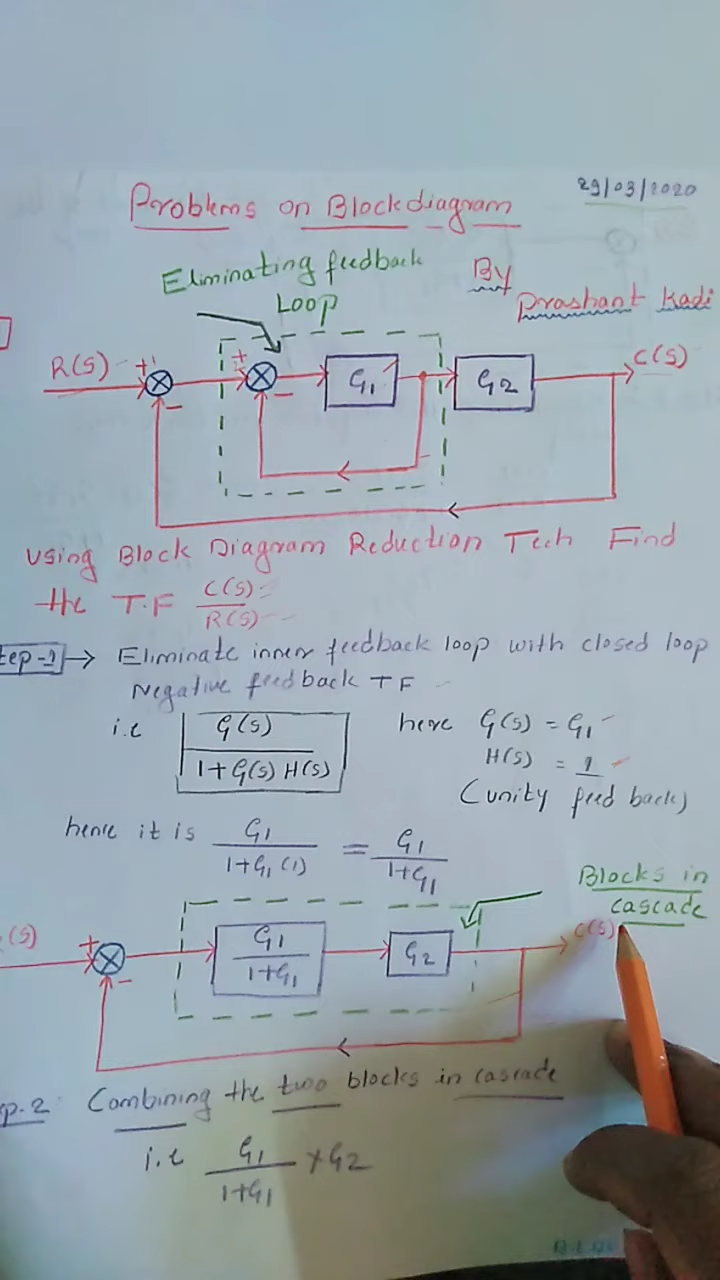 29/03/2020
Problems on Blockdiagram
Eliminating feedback
Loop
By
Prashant Kadi
R(S) + - + - G1 G2 C(S)
Using Block Diagram Reduction Tech Find
the T.F C(S)/R(S)
tep-1 → Eliminate inner feedback loop with closed loop
Negative feedback TF
i.e G(S)/1+G(S) H(S) here G(S) = G1
H(S) = 1
(unity feed back)
hence it is G1/1+G1(1) = G1/1+G1
Blocks in
cascade
(S) + - G1/1+G1 G2 C(S)
p.2 Combining the two blocks in cascade
i.e G1/1+G1 × G2